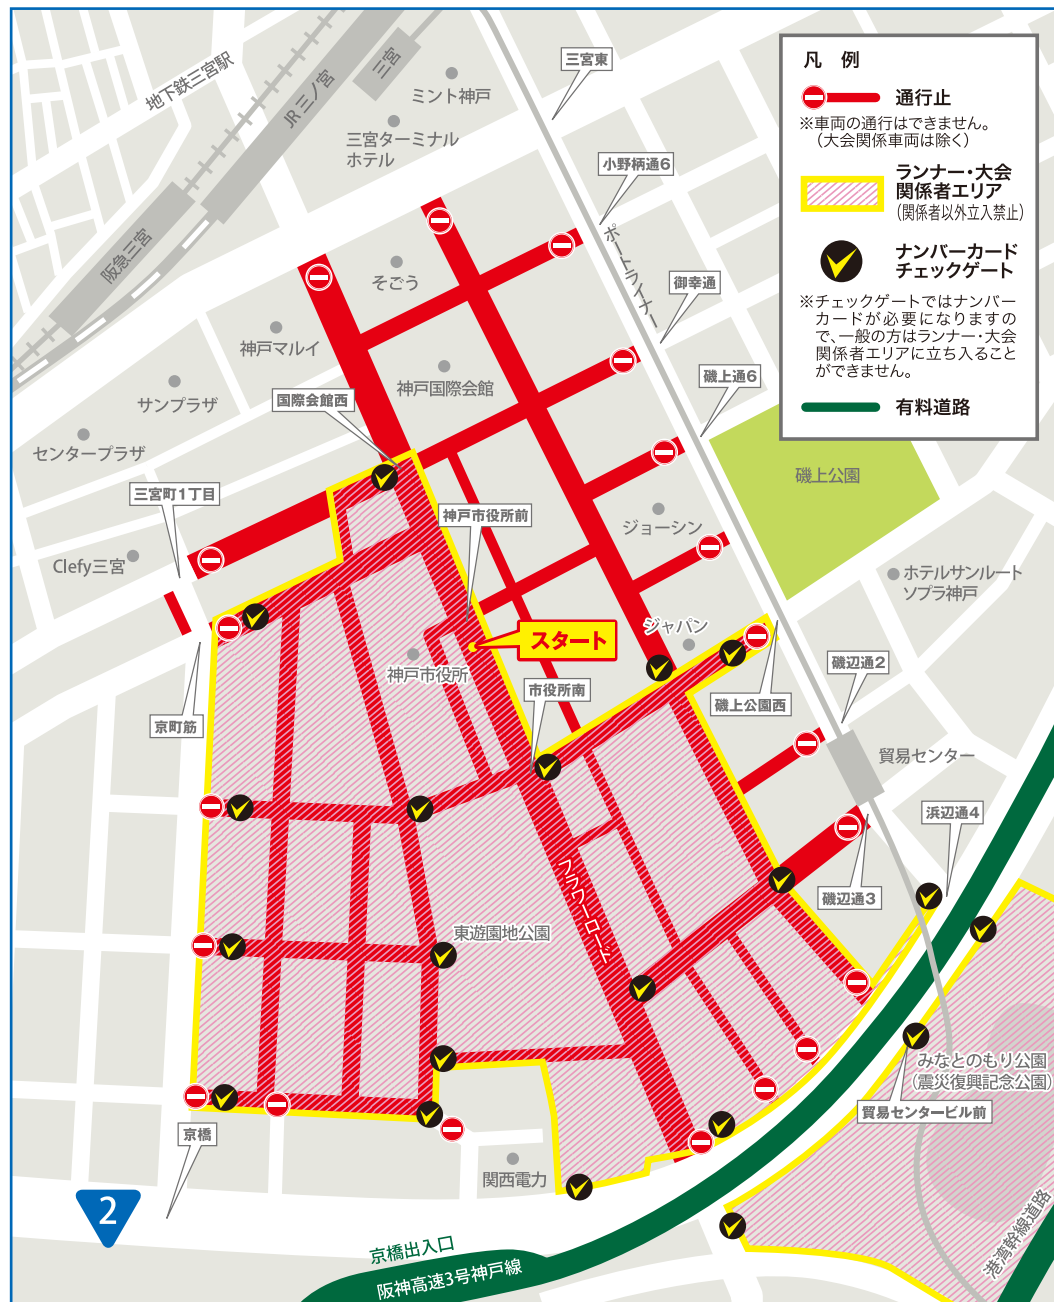 凡 例
通行止
※車両の通行はできません。
（大会関係車両は除く）
ランナー・大会
関係者エリア
（関係者以外立入禁止）
ナンバーカード
チェックゲート
※チェックゲートではナンバー
カードが必要になりますの
で、一般の方はランナー・大会
関係者エリアに立ち入ること
ができません。
有料道路
地下鉄三宮駅
JR三ノ宮
三宮
阪急三宮
ミント神戸
三宮ターミナル
ホテル
三宮東
小野柄通6
ポートライナー
御幸通
磯上通6
そごう
神戸マルイ
神戸国際会館
国際会館西
サンプラザ
センタープラザ
三宮町1丁目
Clefy三宮
神戸市役所前
ジョーシン
磯上公園
ホテルサンルート
ソプラ神戸
スタート
ジャパン
神戸市役所
市役所南
磯上公園西
磯辺通2
京町筋
貿易センター
浜辺通4
磯辺通3
フラワーロード
東遊園地公園
みなとのもり公園
（震災復興記念公園）
貿易センタービル前
京橋
関西電力
2
京橋出入口
阪神高速3号神戸線
港湾幹線道路